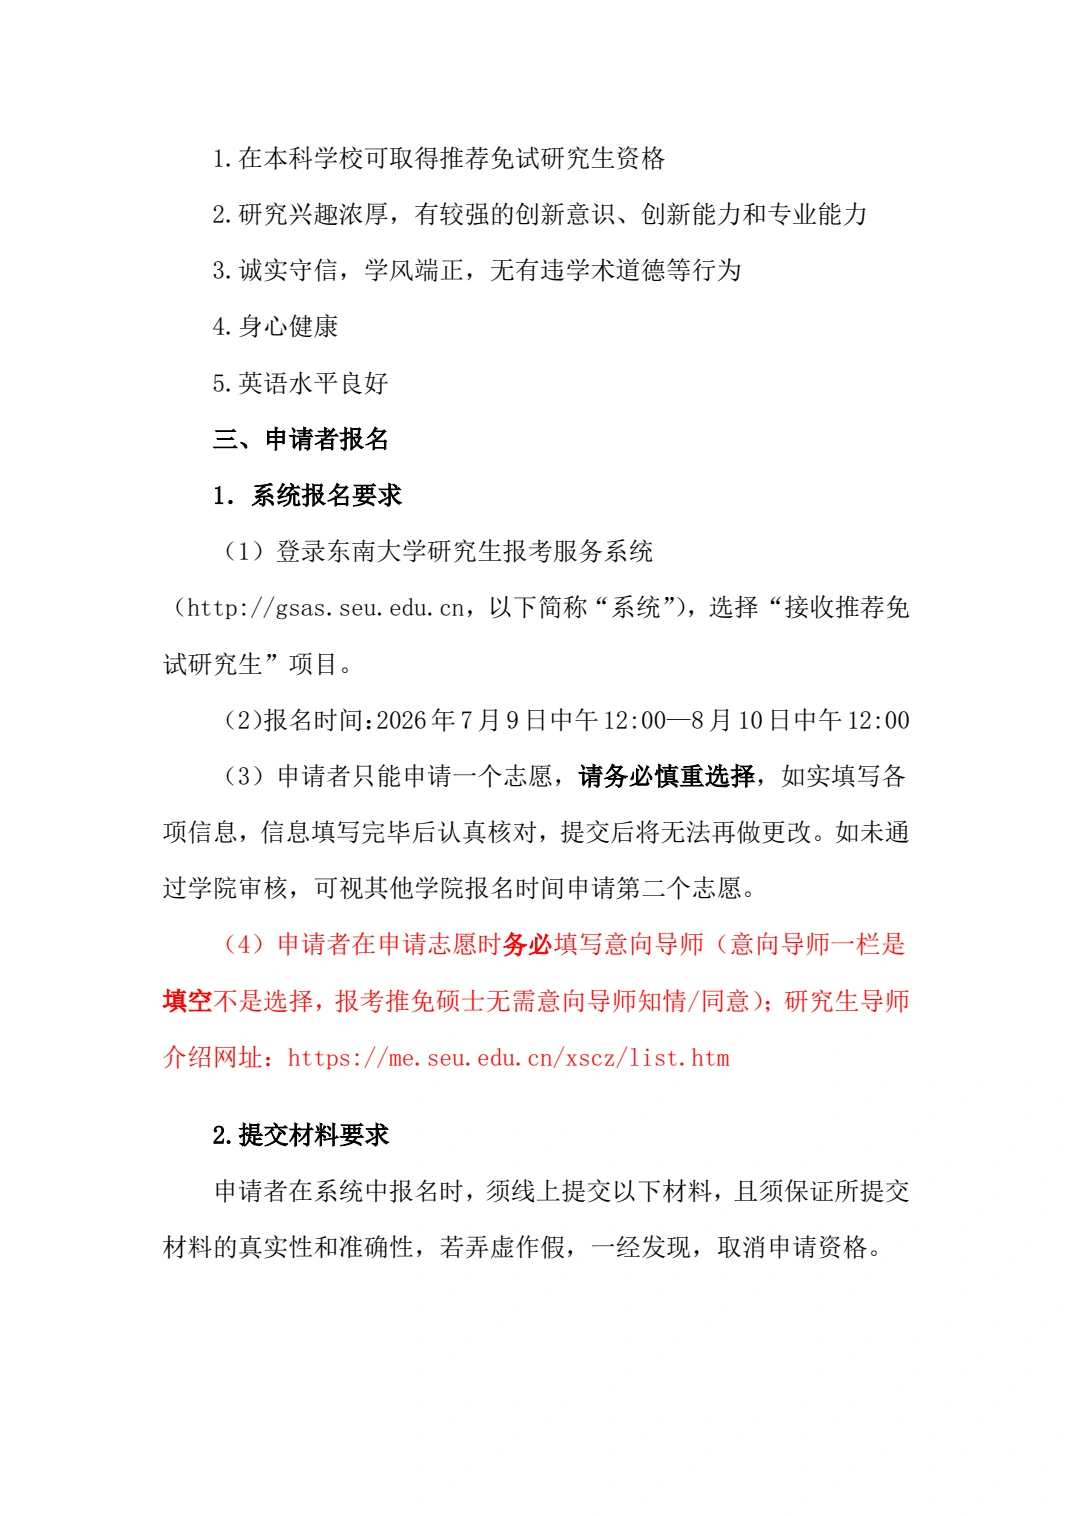 1.在本科学校可取得推荐免试研究生资格
2.研究兴趣浓厚，有较强的创新意识、创新能力和专业能力
3.诚实守信，学风端正，无有违学术道德等行为
4.身心健康
5.英语水平良好
三、申请者报名
1．系统报名要求
（1）登录东南大学研究生报考服务系统
（http://gsas.seu.edu.cn，以下简称“系统”），选择“接收推荐免
试研究生”项目。
（2)报名时间:2026年7月9日中午12:00—8月10日中午12:00
（3）申请者只能申请一个志愿，请务必慎重选择，如实填写各
项信息，信息填写完毕后认真核对，提交后将无法再做更改。如未通
过学院审核，可视其他学院报名时间申请第二个志愿。
（4）申请者在申请志愿时务必填写意向导师（意向导师一栏是
填空不是选择，报考推免硕士无需意向导师知情/同意)；研究生导师
介绍网址：https://me.seu.edu.cn/xscz/list.htm
2.提交材料要求
申请者在系统中报名时，须线上提交以下材料，且须保证所提交
材料的真实性和准确性，若弄虚作假，一经发现，取消申请资格。